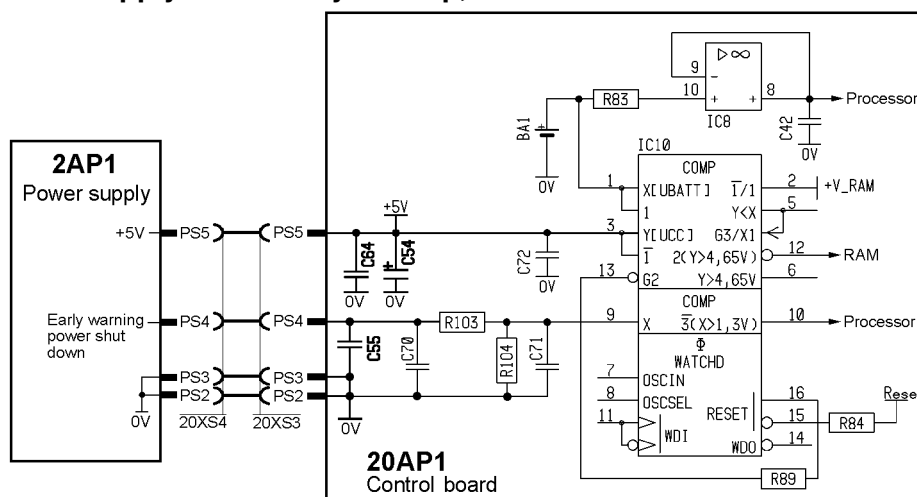 ▷ ∞
9
-
10
+
+
8
IC8
Processor
R83
C42
0V
BA1
0V
IC10
COMP
1
X[UBATT]
1̅/1
2
+V_RAM
1
Y<X
5
+5V
3
Y[UCC]
G3/X1
1̅
2(Y>4,65V)
12
RAM
13
G2
Y>4,65V
6
C64
0V
C54
+
0V
C72
0V
2AP1
Power supply
+5V
PS5
PS5
Early warning
power shut
down
PS4
PS4
PS3
PS3
PS2
PS2
0V
20XS4
20XS3
C55
0V
C70
R103
R104
C71
COMP
9
X
3̅(X>1,3V)
10
Processor
Φ
WATCHD
7
OSCIN
8
OSCSEL
11
WDI
RESET
16
15
WDO
14
R84
Rese
R89
20AP1
Control board